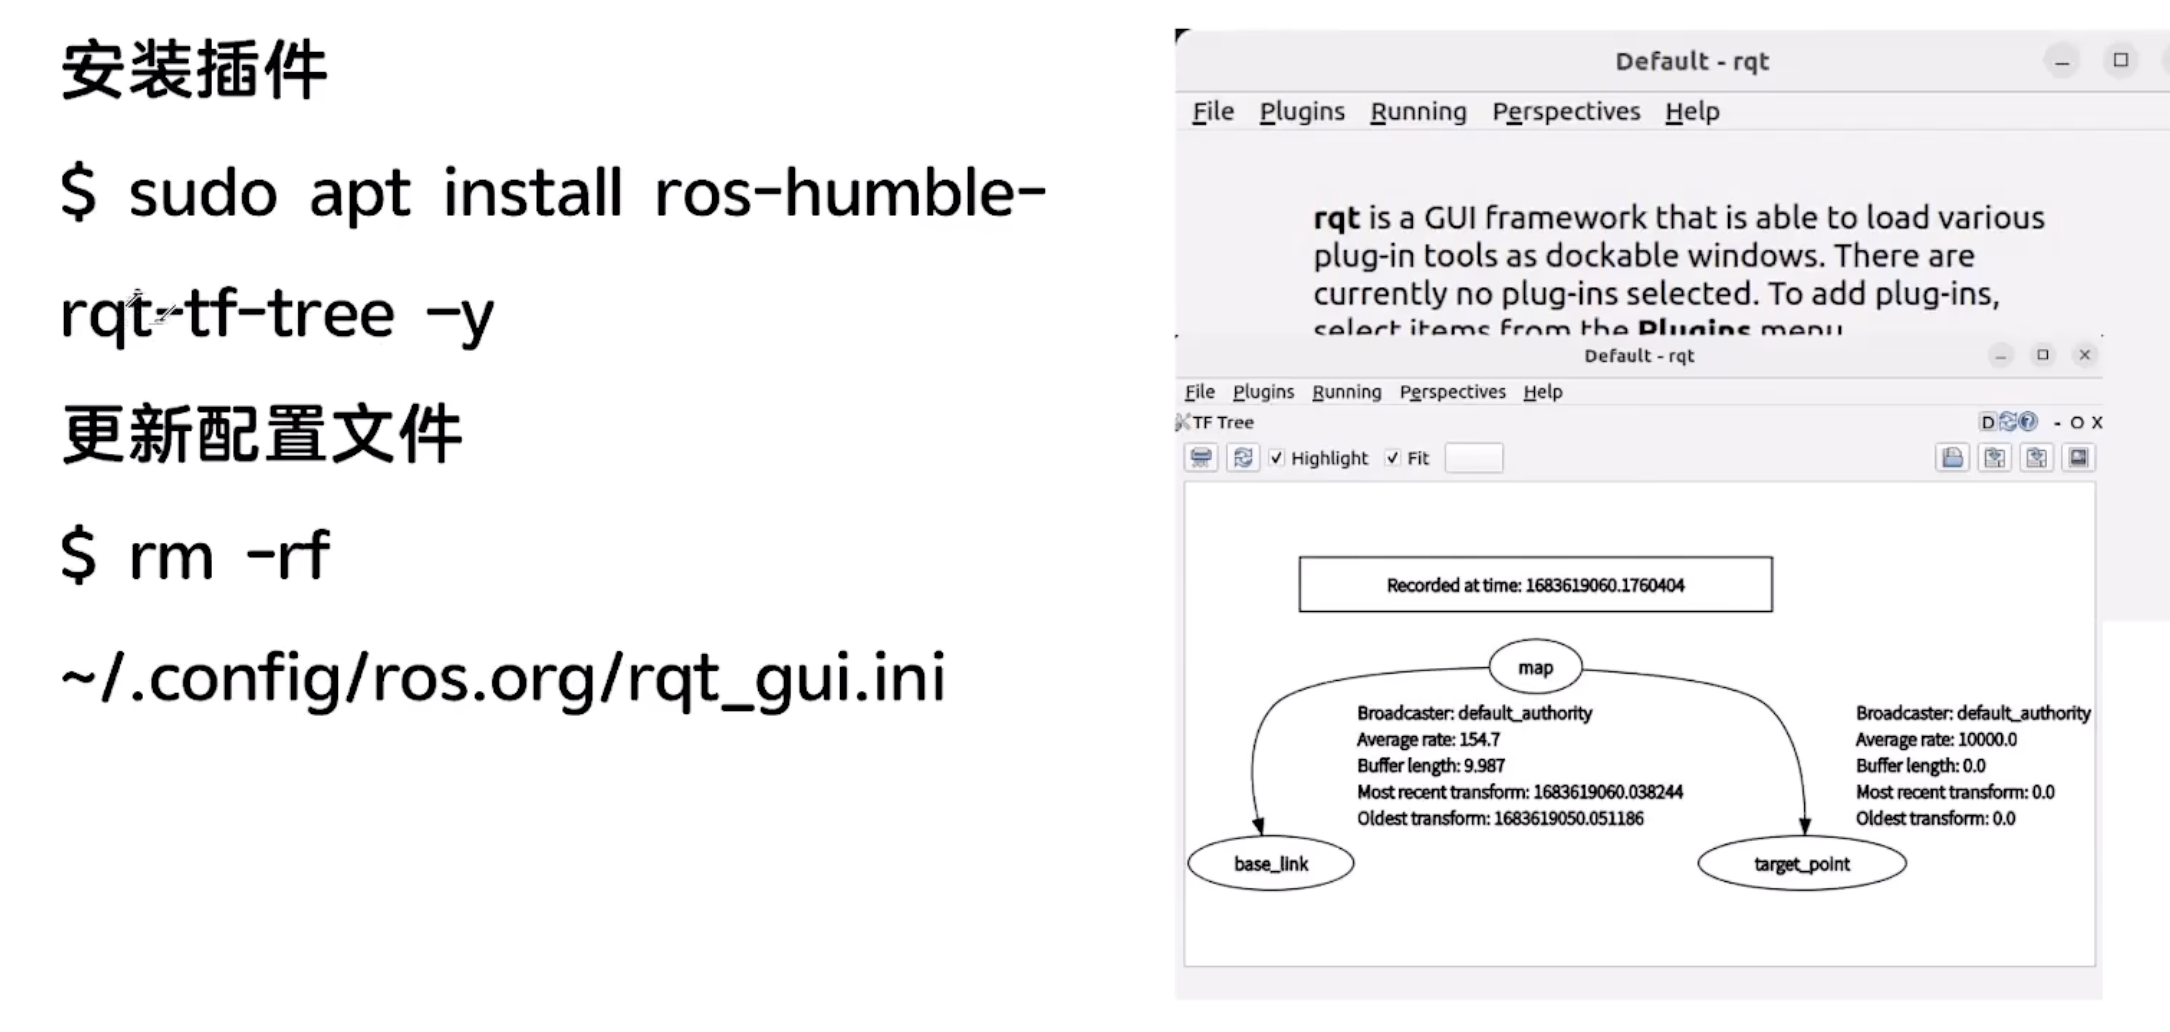 安装插件
$ sudo apt install ros-humble-
rqt-tf-tree -y
更新配置文件
$ rm -rf
~/.config/ros.org/rqt_gui.ini
Default - rqt
File Plugins Running Perspectives Help
rqt is a GUI framework that is able to load various
plug-in tools as dockable windows. There are
currently no plug-ins selected. To add plug-ins,
select items from the Plugins menu
Default - rqt
File Plugins Running Perspectives Help
TF Tree
D - O X
Highlight Fit
Recorded at time: 1683619060.1760404
map
Broadcaster: default_authority
Average rate: 154.7
Buffer length: 9.987
Most recent transform: 1683619060.038244
Oldest transform: 1683619050.051186
Broadcaster: default_authority
Average rate: 10000.0
Buffer length: 0.0
Most recent transform: 0.0
Oldest transform: 0.0
base_link
target_point